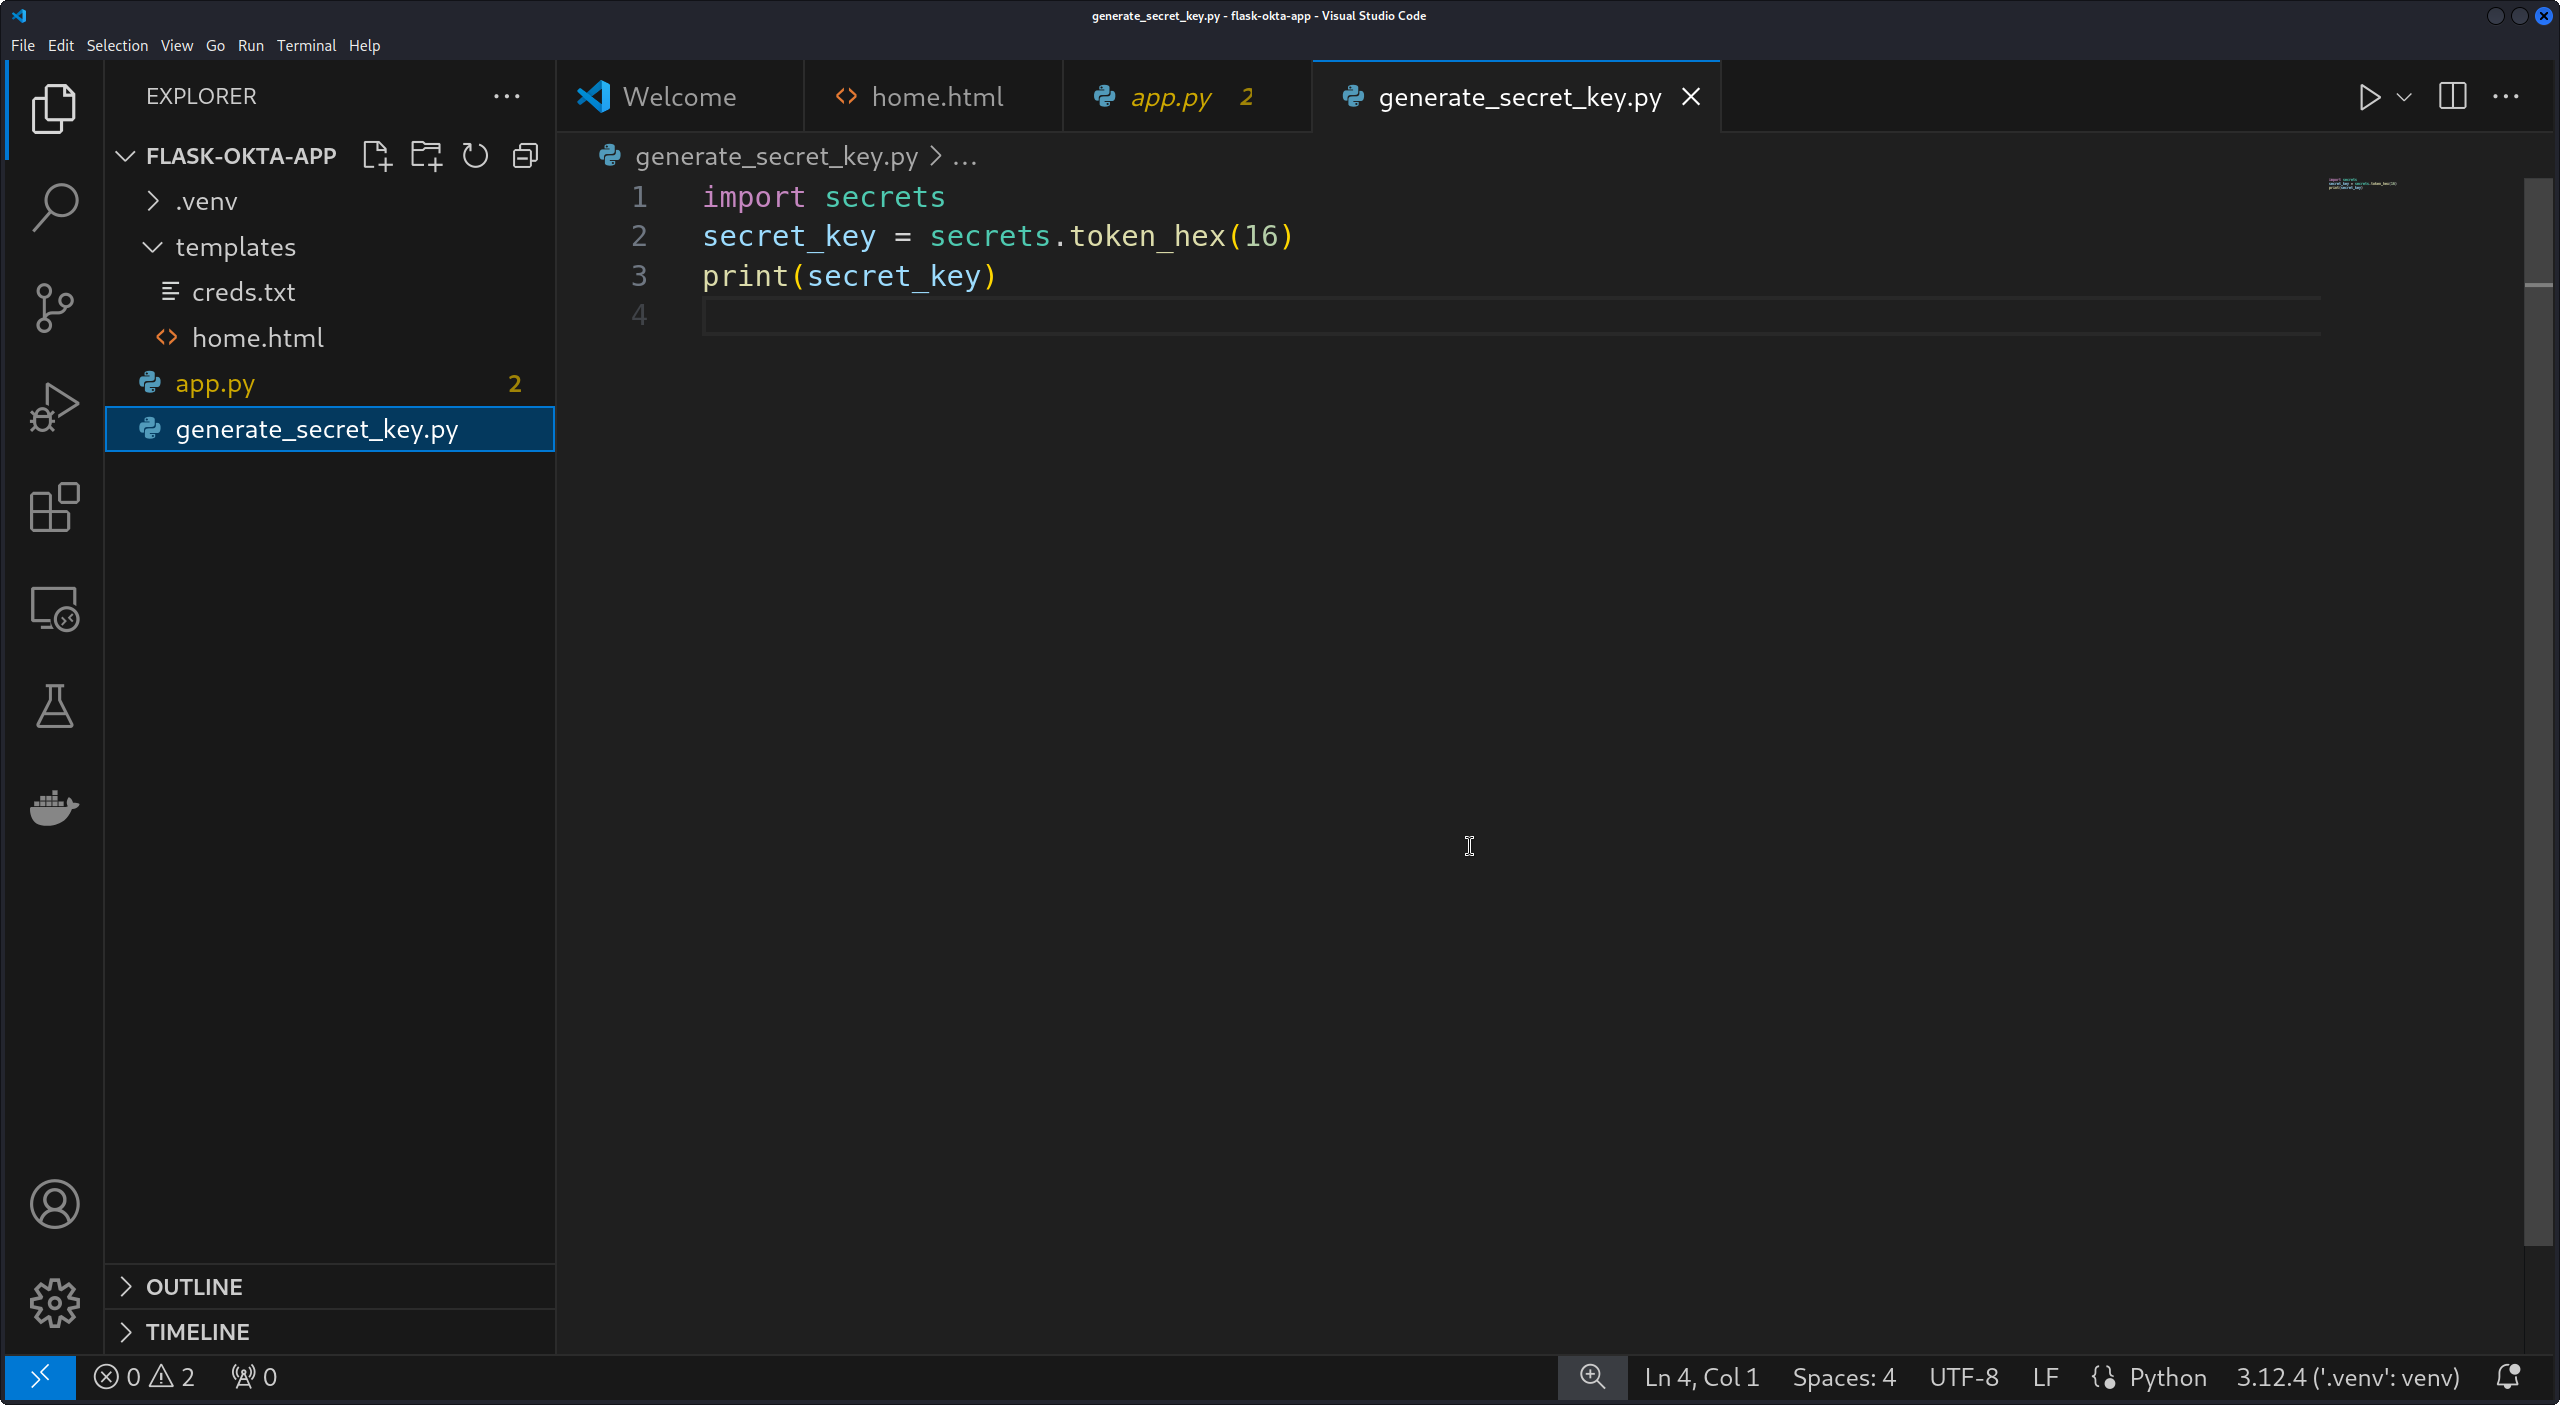 generate_secret_key.py - flask-okta-app - Visual Studio Code
File Edit Selection View Go Run Terminal Help
EXPLORER
FLASK-OKTA-APP
.venv
templates
creds.txt
home.html
app.py 2
generate_secret_key.py
OUTLINE
TIMELINE
Welcome home.html app.py 2 generate_secret_key.py
generate_secret_key.py > ...
1 import secrets
2 secret_key = secrets.token_hex(16)
3 print(secret_key)
4
0 2 0 Ln 4, Col 1 Spaces: 4 UTF-8 LF Python 3.12.4 ('.venv': venv)